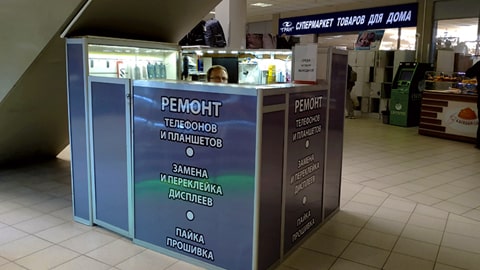 СУПЕРМАРКЕТ ТОВАРОВ ДЛЯ ДОМА
РЕМОНТ
ТЕЛЕФОНОВ
И ПЛАНШЕТОВ
ЗАМЕНА
И ПЕРЕКЛЕЙКА
ДИСПЛЕЕВ
ПАЙКА
ПРОШИВКА
РЕМОНТ
ТЕЛЕФОНОВ
И ПЛАНШЕТОВ
ЗАМЕНА
И ПЕРЕКЛЕЙКА
ДИСПЛЕЕВ
ПАЙКА
ПРОШИВКА